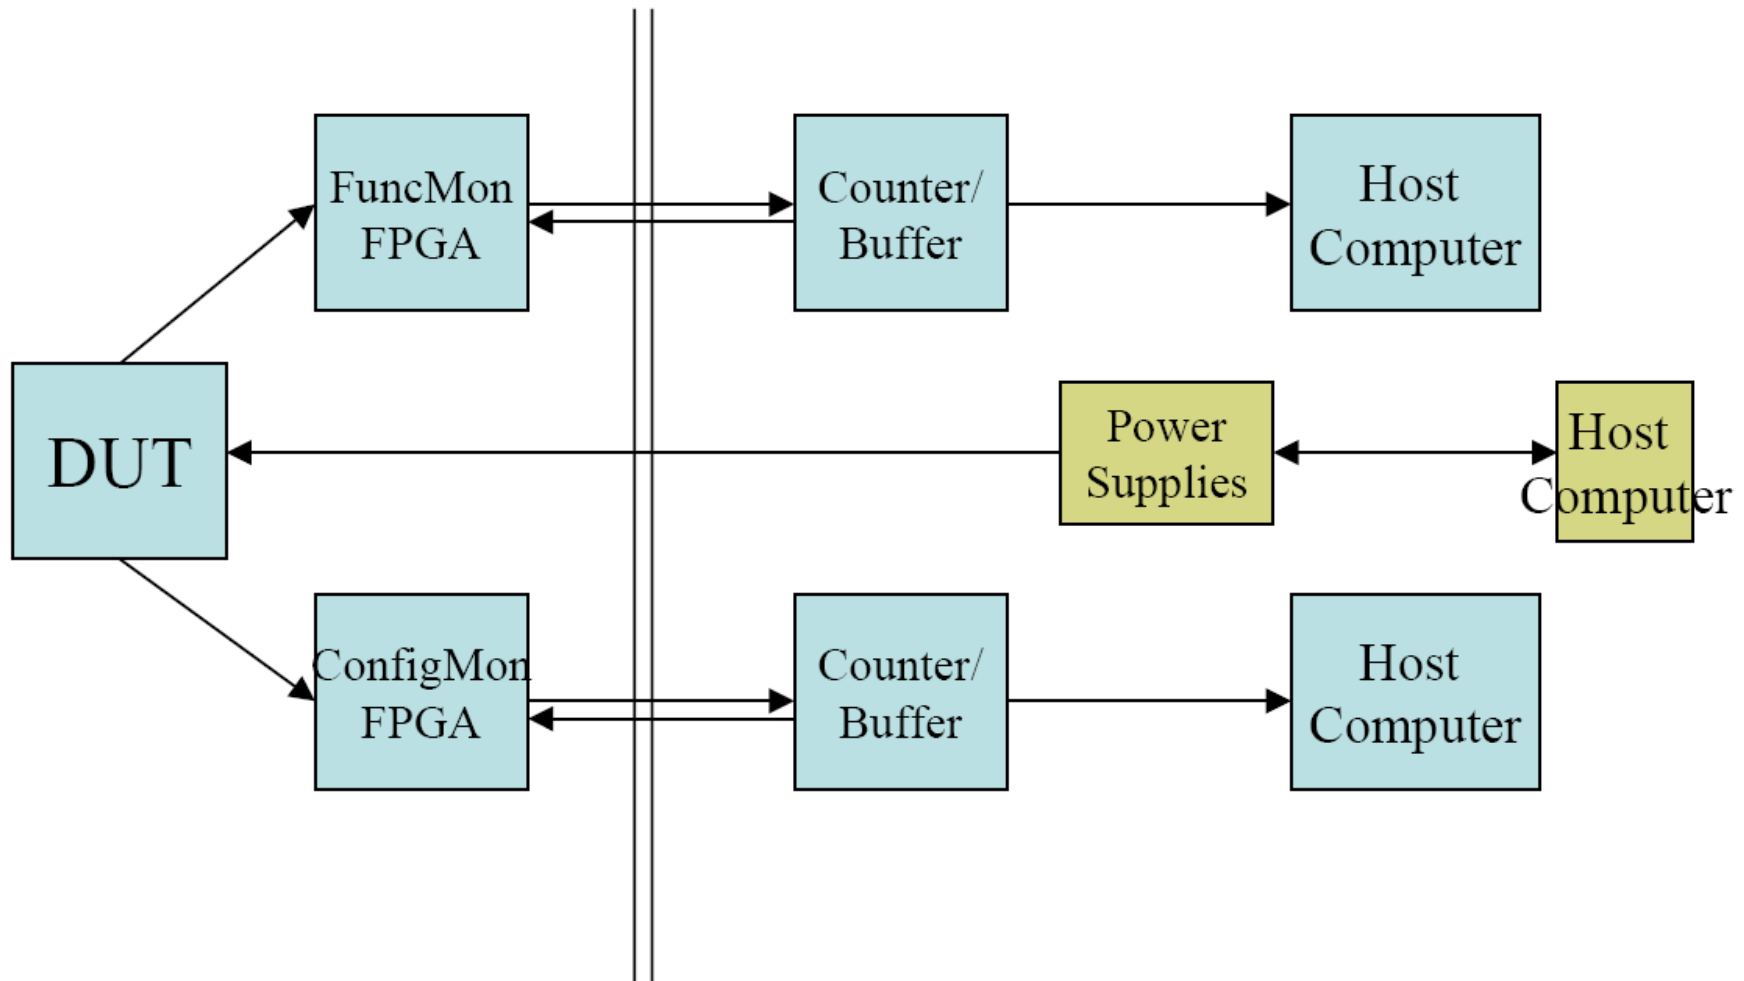 FuncMon
FPGA
Counter/
Buffer
Host
Computer
DUT
Power
Supplies
Host
Computer
ConfigMon
FPGA
Counter/
Buffer
Host
Computer